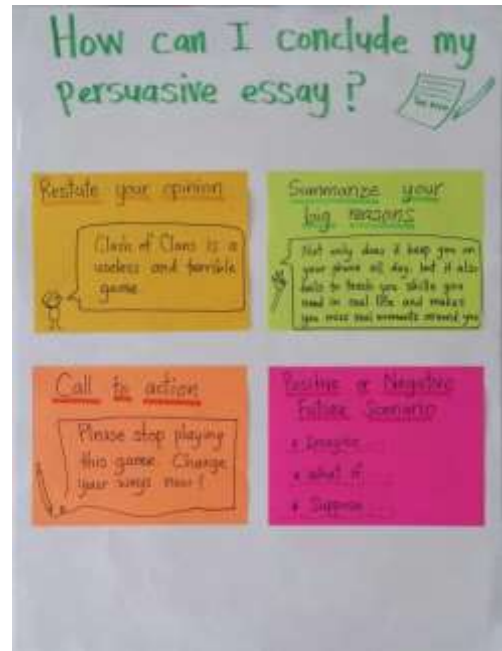 How can I conclude my
persuasive essay?
Restate your opinion
Clash of Clans is a
useless and terrible
game.
Summarize your
big reasons
Not only does it keep you on
your phone all day, but it also
fails to teach you skills you
need in real life and makes
you miss real moments around you
Call to action
Please stop playing
this game. Change
your ways now!
Positive or Negative
Future Scenario
Imagine...
What if...
Suppose...